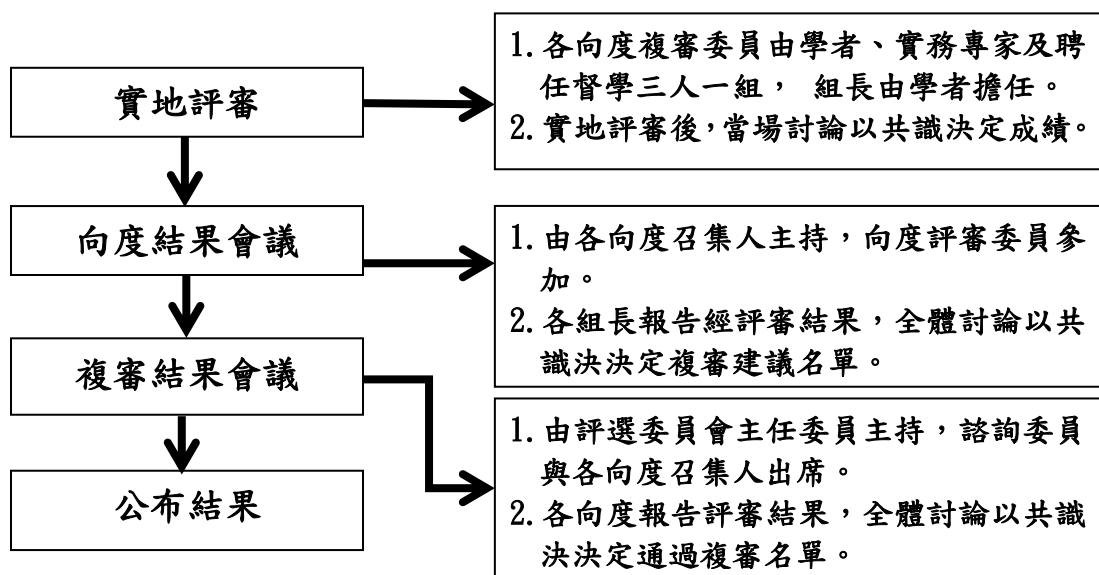 實地評審
1. 各向度複審委員由學者、實務專家及聘
任督學三人一組， 組長由學者擔任。
2. 實地評審後，當場討論以共識決定成績。
向度結果會議
1. 由各向度召集人主持，向度評審委員參
加。
2. 各組長報告經評審結果，全體討論以共
識決決定複審建議名單。
複審結果會議
1. 由評選委員會主任委員主持，諮詢委員
與各向度召集人出席。
2. 各向度報告評審結果，全體討論以共識
決決定通過複審名單。
公布結果